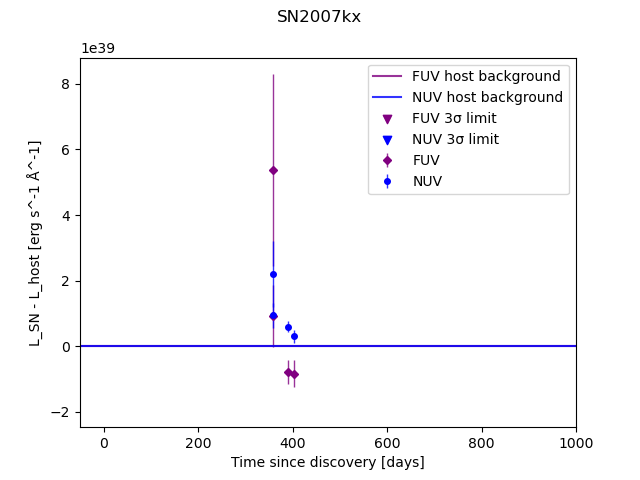 SN2007kx
1e39
L_SN - L_host [erg s^-1 Å^-1]
8
6
4
2
0
−2
FUV host background
NUV host background
FUV 3σ limit
NUV 3σ limit
FUV
NUV
0 200 400 600 800 1000
Time since discovery [days]